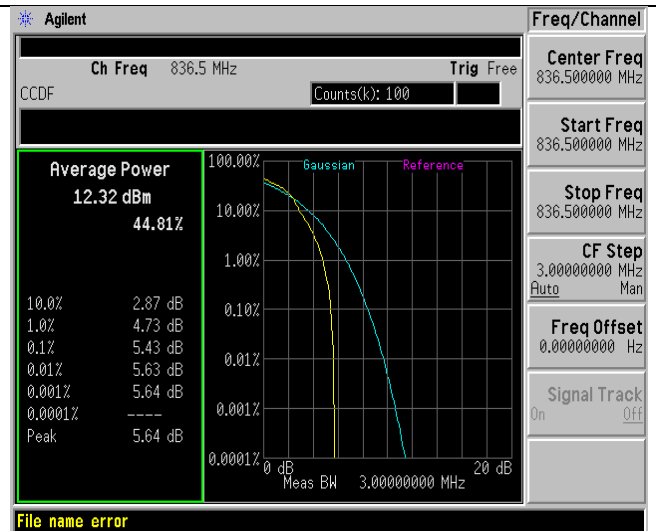 Agilent
Freq/Channel
Ch Freq 836.5 MHz Trig Free
CCDF Counts(k): 100
Average Power
12.32 dBm
44.81%
10.0% 2.87 dB
1.0% 4.73 dB
0.1% 5.43 dB
0.01% 5.63 dB
0.001% 5.64 dB
0.0001% ----
Peak 5.64 dB
100.00% Gaussian Reference
10.00%
1.00%
0.10%
0.01%
0.001%
0.0001%
0 dB 20 dB
Meas BW 3.00000000 MHz
Center Freq
836.500000 MHz
Start Freq
836.500000 MHz
Stop Freq
836.500000 MHz
CF Step
3.00000000 MHz
Auto Man
Freq Offset
0.00000000 Hz
Signal Track
On Off
File name error